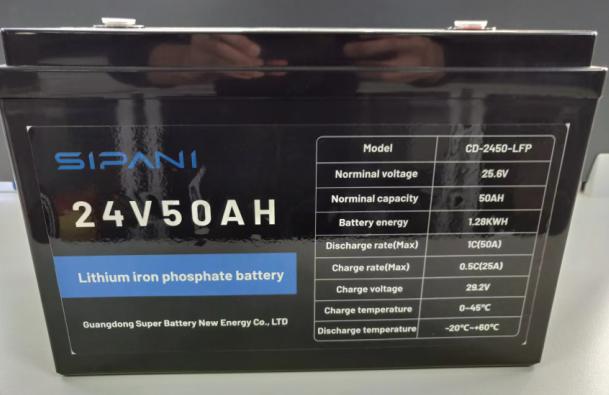 SIPANI
24V50AH
Lithium iron phosphate battery
Guangdong Super Battery New Energy Co., LTD
Model CD-2450-LFP
Norminal voltage 25.6V
Norminal capacity 50AH
Battery energy 1.28KWH
Discharge rate(Max) 1C(50A)
Charge rate(Max) 0.5C(25A)
Charge voltage 29.2V
Charge temperature 0-45℃
Discharge temperature -20℃~+60℃